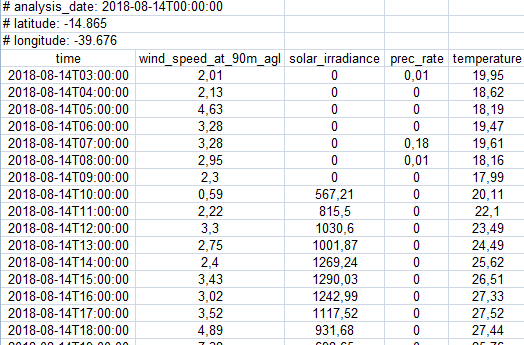 # analysis_date: 2018-08-14T00:00:00
# latitude: -14.865
# longitude: -39.676
time wind_speed_at_90m_agl solar_irradiance prec_rate temperature
2018-08-14T03:00:00 2,01 0 0,01 19,95
2018-08-14T04:00:00 2,13 0 0 18,62
2018-08-14T05:00:00 4,63 0 0 18,19
2018-08-14T06:00:00 3,28 0 0 19,47
2018-08-14T07:00:00 3,28 0 0,18 19,61
2018-08-14T08:00:00 2,95 0 0,01 18,16
2018-08-14T09:00:00 2,3 0 0 17,99
2018-08-14T10:00:00 0,59 567,21 0 20,11
2018-08-14T11:00:00 2,22 815,5 0 22,1
2018-08-14T12:00:00 3,3 1030,6 0 23,49
2018-08-14T13:00:00 2,75 1001,87 0 24,49
2018-08-14T14:00:00 2,4 1269,24 0 25,62
2018-08-14T15:00:00 3,43 1290,03 0 26,51
2018-08-14T16:00:00 3,02 1242,99 0 27,33
2018-08-14T17:00:00 3,52 1117,52 0 27,52
2018-08-14T18:00:00 4,89 931,68 0 27,44